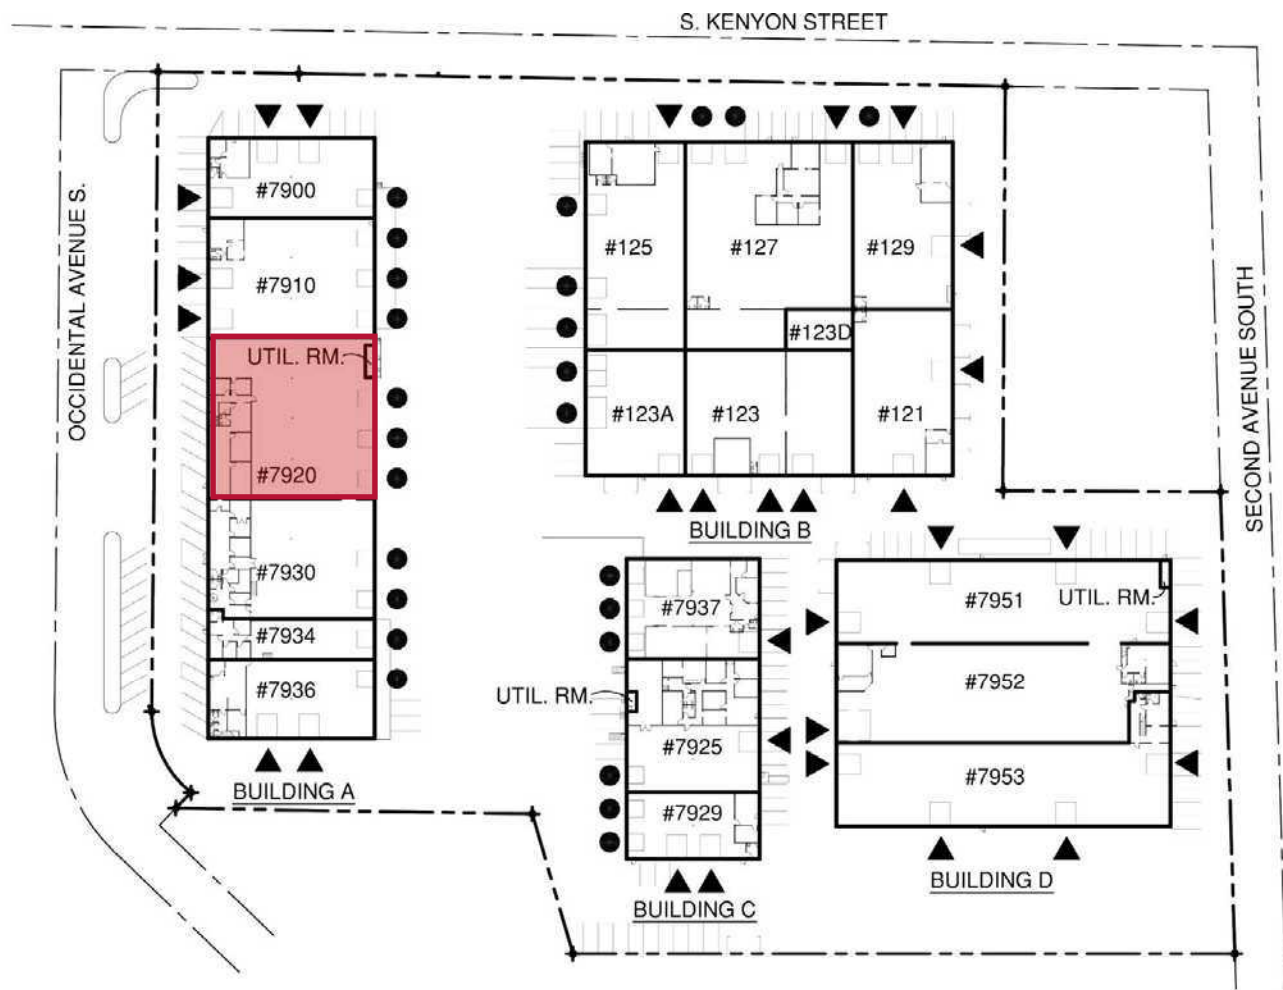 S. KENYON STREET
OCCIDENTAL AVENUE S.
SECOND AVENUE SOUTH
#7900
#7910
UTIL. RM.
#7920
#7930
#7934
#7936
BUILDING A
#125
#127
#129
#123D
#123A
#123
#121
BUILDING B
#7937
UTIL. RM.
#7925
#7929
BUILDING C
#7951
UTIL. RM.
#7952
#7953
BUILDING D